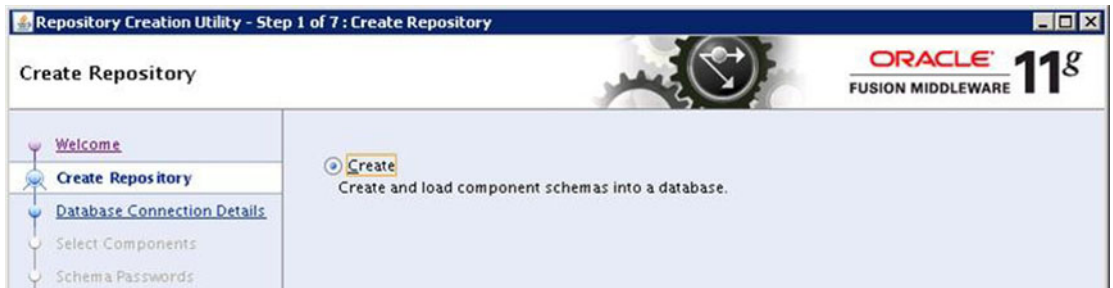 Repository Creation Utility - Step 1 of 7 : Create Repository
Create Repository
ORACLE
FUSION MIDDLEWARE
11g
Welcome
Create Repository
Database Connection Details
Select Components
Schema Passwords
Create
Create and load component schemas into a database.